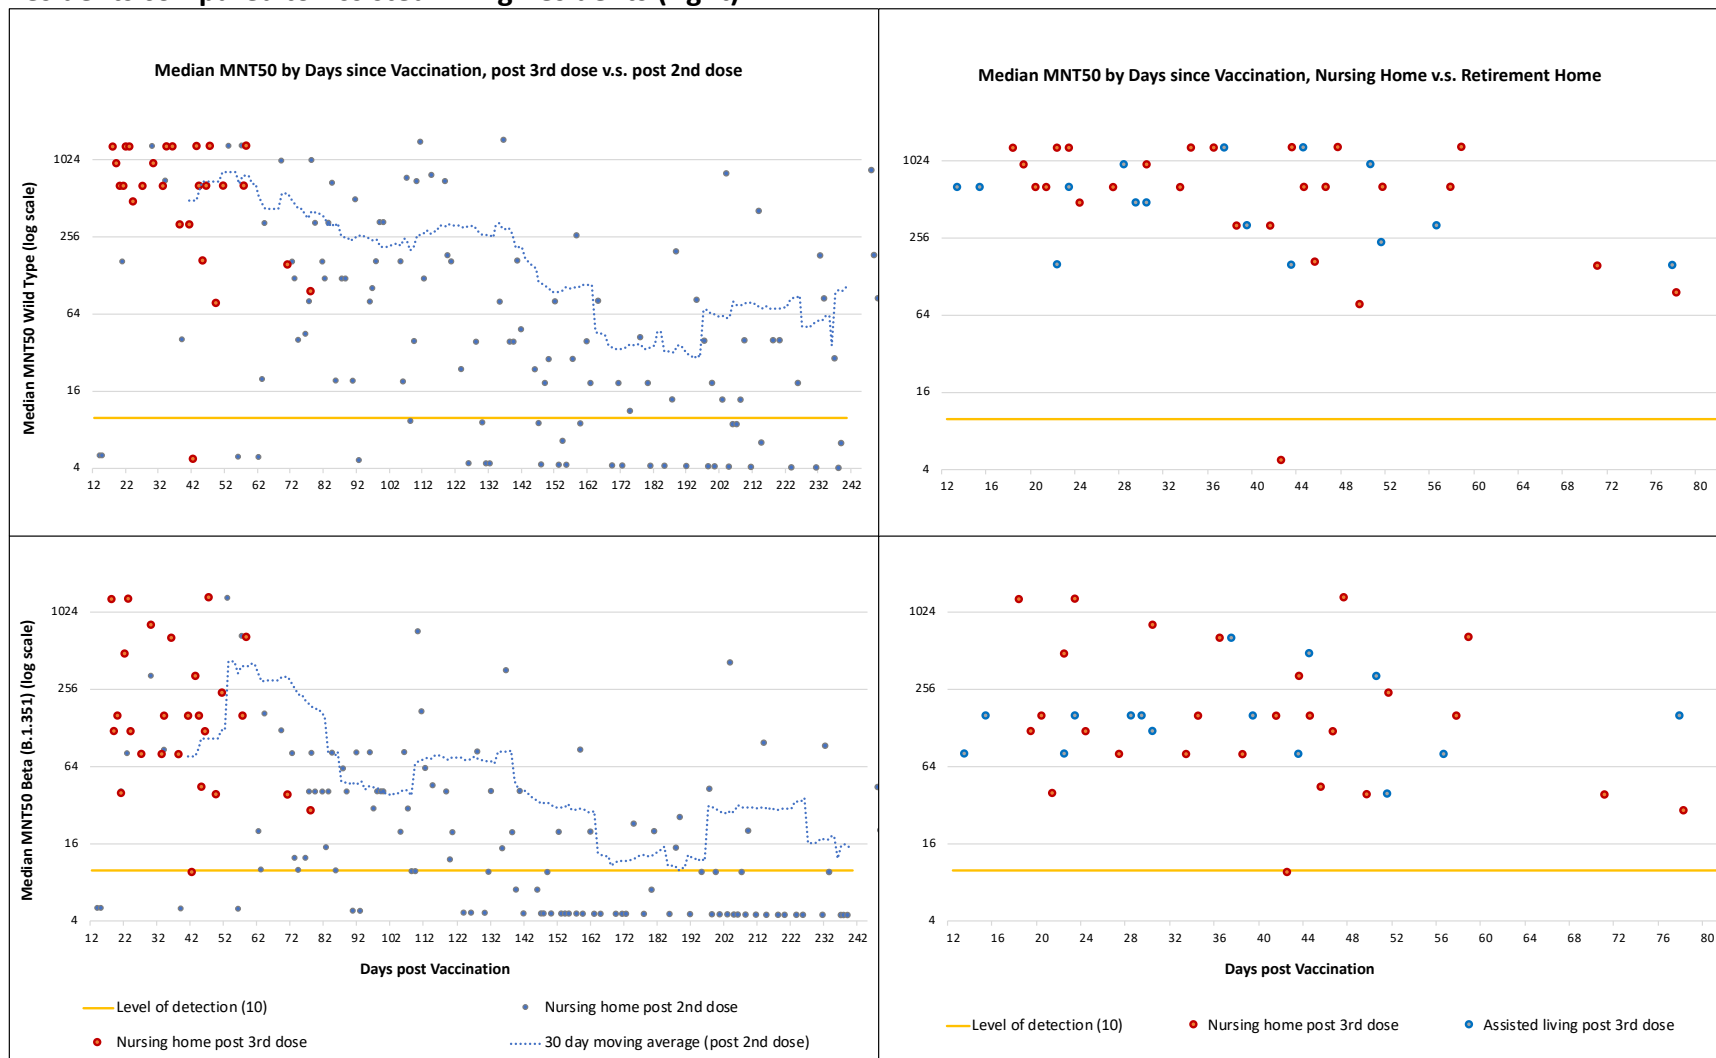 Median MNT50 by Days since Vaccination, post 3rd dose v.s. post 2nd dose
Median MNT50 Wild Type (log scale)
1024
256
64
16
4
12 22 32 42 52 62 72 82 92 102 112 122 132 142 152 162 172 182 192 202 212 222 232 242
Median MNT50 by Days since Vaccination, Nursing Home v.s. Retirement Home
1024
256
64
16
4
12 16 20 24 28 32 36 40 44 48 52 56 60 64 68 72 76 80
Median MNT50 Beta (B.1.351) (log scale)
1024
256
64
16
4
12 22 32 42 52 62 72 82 92 102 112 122 132 142 152 162 172 182 192 202 212 222 232 242
Days post Vaccination
Level of detection (10)
Nursing home post 2nd dose
Nursing home post 3rd dose
30 day moving average (post 2nd dose)
1024
256
64
16
4
12 16 20 24 28 32 36 40 44 48 52 56 60 64 68 72 76 80
Days post Vaccination
Level of detection (10)
Nursing home post 3rd dose
Assisted living post 3rd dose